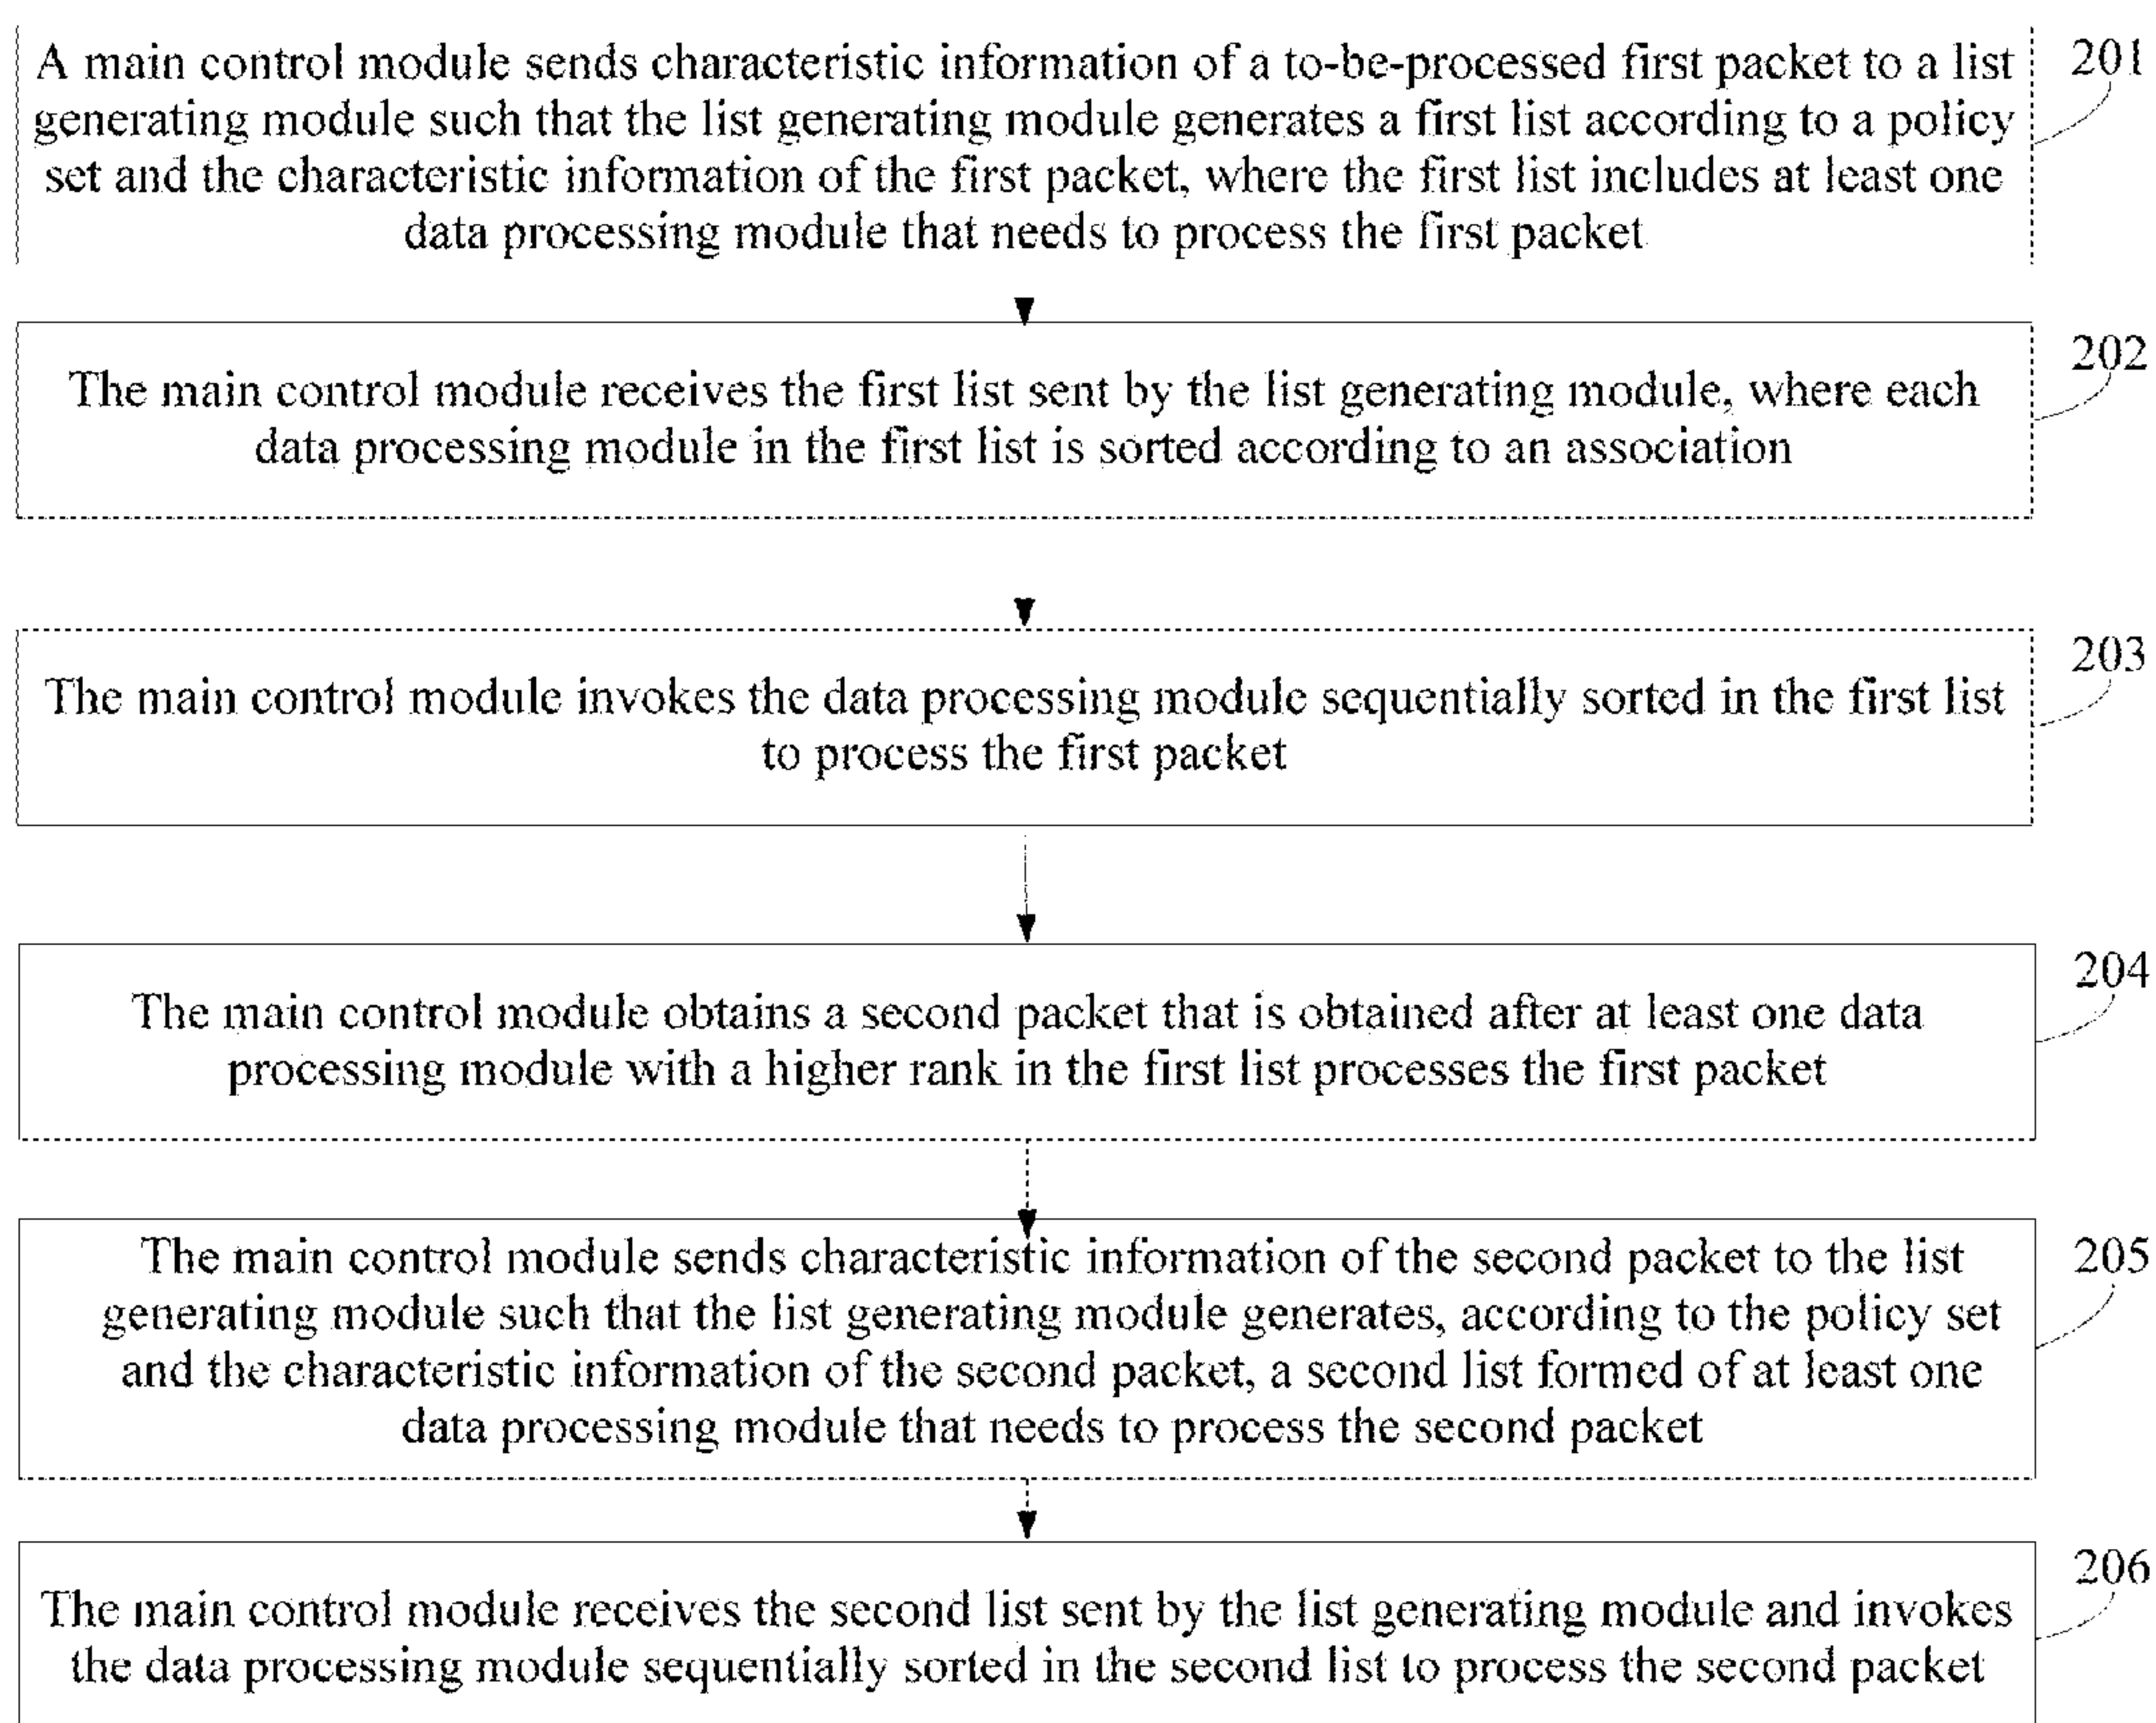 A main control module sends characteristic information of a to-be-processed first packet to a list
generating module such that the list generating module generates a first list according to a policy
set and the characteristic information of the first packet, where the first list includes at least one
data processing module that needs to process the first packet
201
The main control module receives the first list sent by the list generating module, where each
data processing module in the first list is sorted according to an association
202
The main control module invokes the data processing module sequentially sorted in the first list
to process the first packet
203
The main control module obtains a second packet that is obtained after at least one data
processing module with a higher rank in the first list processes the first packet
204
The main control module sends characteristic information of the second packet to the list
generating module such that the list generating module generates, according to the policy set
and the characteristic information of the second packet, a second list formed of at least one
data processing module that needs to process the second packet
205
The main control module receives the second list sent by the list generating module and invokes
the data processing module sequentially sorted in the second list to process the second packet
206